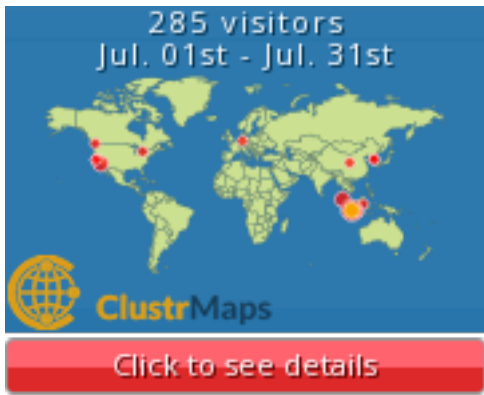 285 visitors
Jul. 01st - Jul. 31st
ClustrMaps
Click to see details